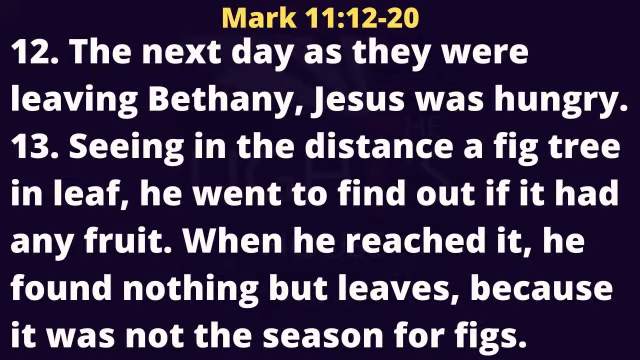 Mark 11:12-20
12. The next day as they were
leaving Bethany, Jesus was hungry.
13. Seeing in the distance a fig tree
in leaf, he went to find out if it had
any fruit. When he reached it, he
found nothing but leaves, because
it was not the season for figs.